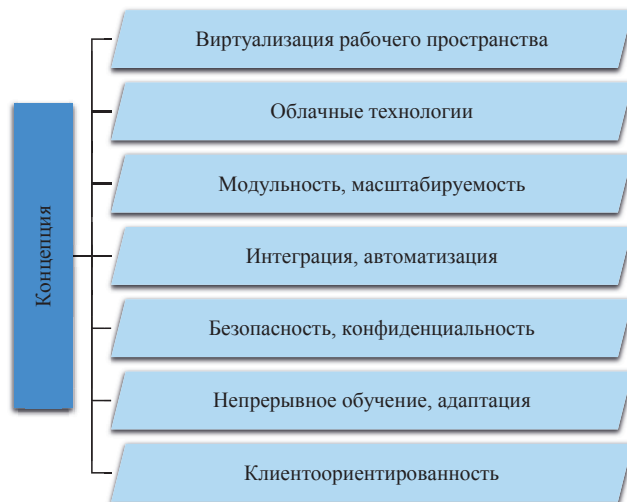 Концепция
Виртуализация рабочего пространства
Облачные технологии
Модульность, масштабируемость
Интеграция, автоматизация
Безопасность, конфиденциальность
Непрерывное обучение, адаптация
Клиентоориентированность